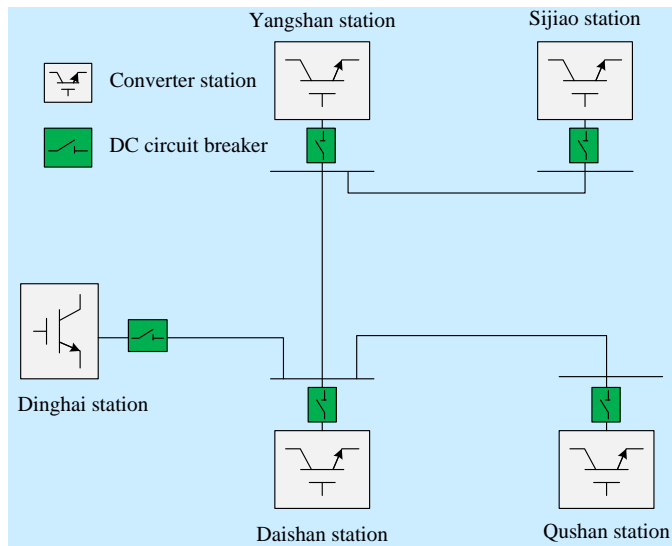 Yangshan station
Sijiao station
Converter station
DC circuit breaker
Dinghai station
Daishan station
Qushan station